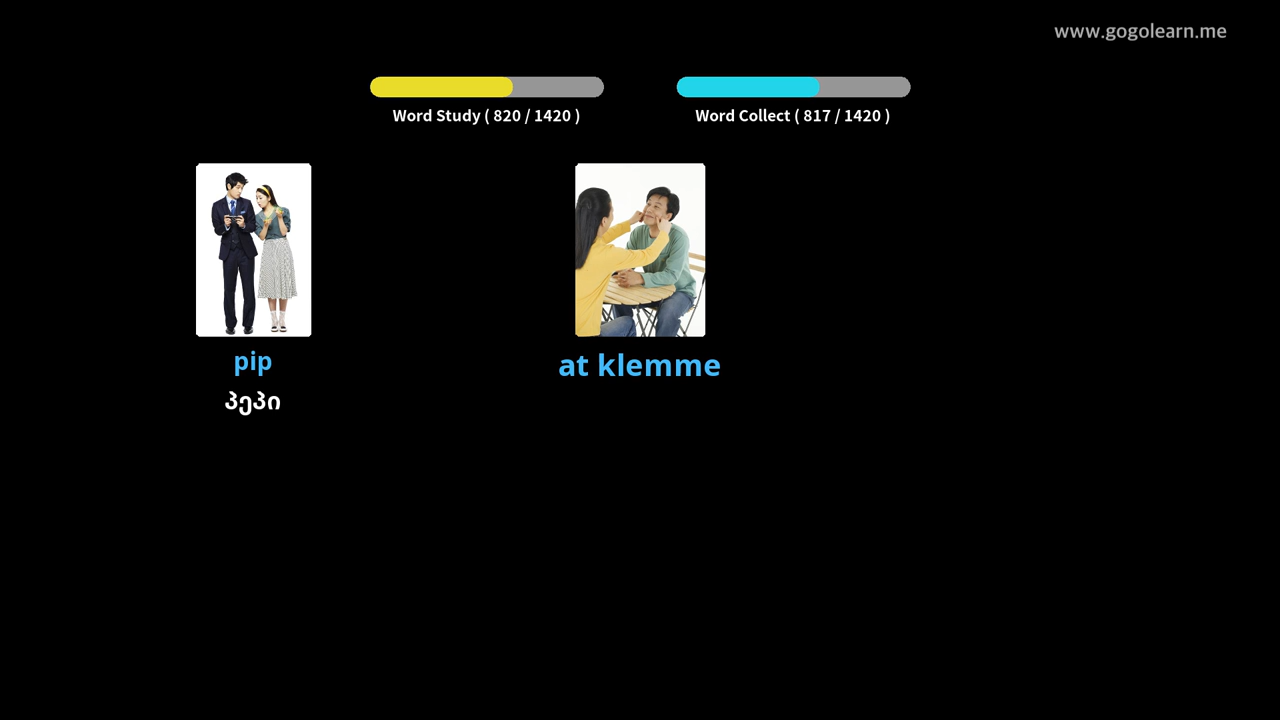 www.gogolearn.me
Word Study ( 820 / 1420 )
Word Collect ( 817 / 1420 )
pip
პეპი
at klemme